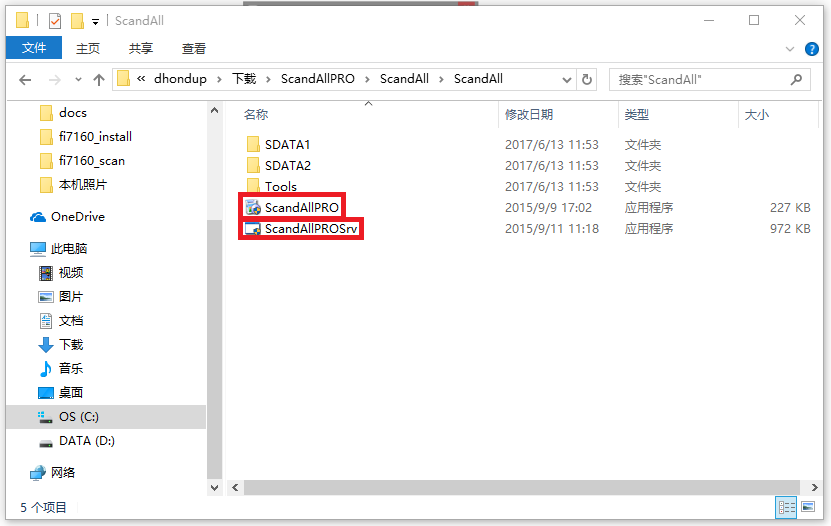 ScandAll
文件 主页 共享 查看
« dhondup › 下载 › ScandAllPRO › ScandAll › ScandAll
搜索"ScandAll"
docs
fi7160_install
fi7160_scan
本机照片
OneDrive
此电脑
视频
图片
文档
下载
音乐
桌面
OS (C:)
DATA (D:)
网络
名称 修改日期 类型 大小
SDATA1 2017/6/13 11:53 文件夹
SDATA2 2017/6/13 11:53 文件夹
Tools 2017/6/13 11:53 文件夹
ScandAllPRO 2015/9/9 17:02 应用程序 227 KB
ScandAllPROSrv 2015/9/11 11:18 应用程序 972 KB
5 个项目